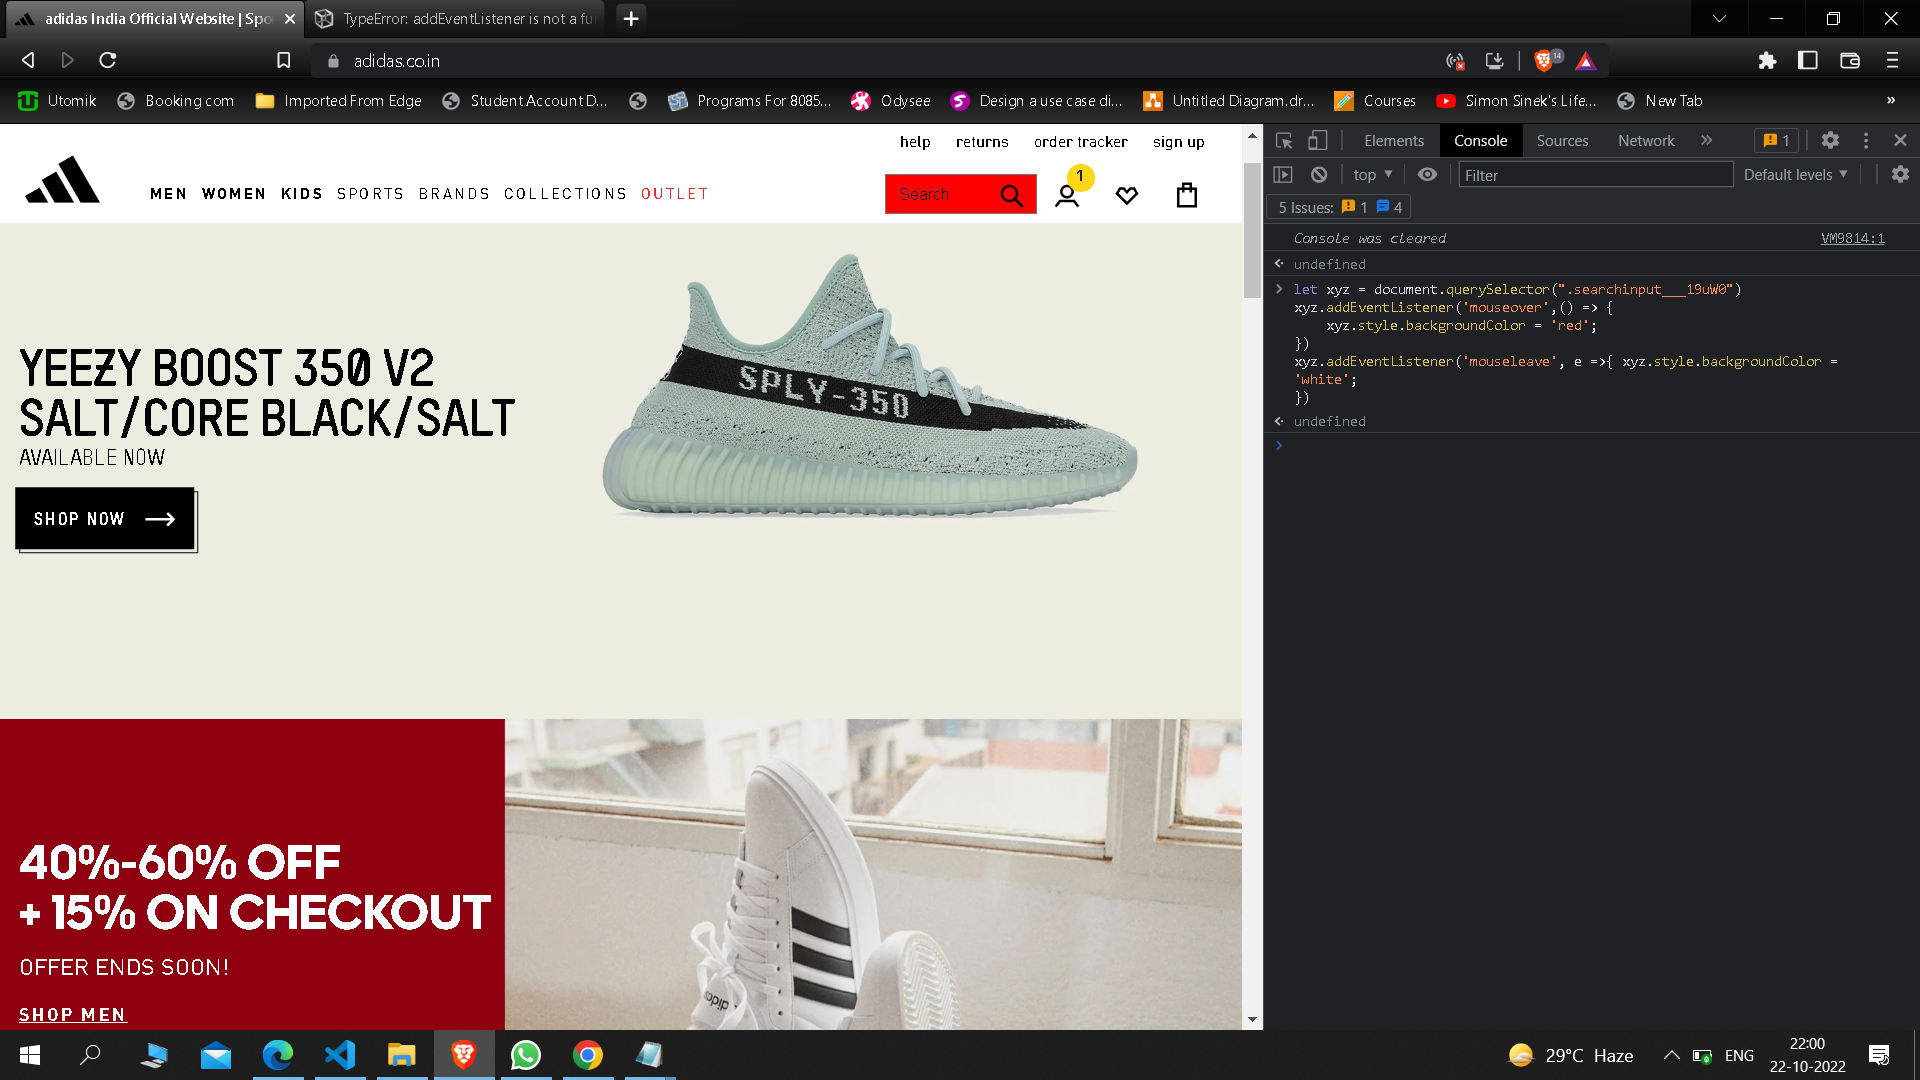 adidas India Official Website | Spo
TypeError: addEventListener is not a fu
adidas.co.in
14
Utomik
Booking com
Imported From Edge
Student Account D...
Programs For 8085...
Odysee
Design a use case di...
Untitled Diagram.dr...
Courses
Simon Sinek's Life...
New Tab
»
help returns order tracker sign up
MEN WOMEN KIDS SPORTS BRANDS COLLECTIONS OUTLET
Search
1
YEEZY BOOST 350 V2
SALT/CORE BLACK/SALT
AVAILABLE NOW
SHOP NOW
SPLY-350
40%-60% OFF
+ 15% ON CHECKOUT
OFFER ENDS SOON!
SHOP MEN
adidas
Elements Console Sources Network » 1
top Filter Default levels
5 Issues: 1 4
Console was cleared VM9814:1
undefined
let xyz = document.querySelector(".searchinput___19uW0")
xyz.addEventListener('mouseover',() => {
xyz.style.backgroundColor = 'red';
})
xyz.addEventListener('mouseleave', e =>{ xyz.style.backgroundColor =
'white';
})
undefined
29°C Haze
ENG
22:00
22-10-2022